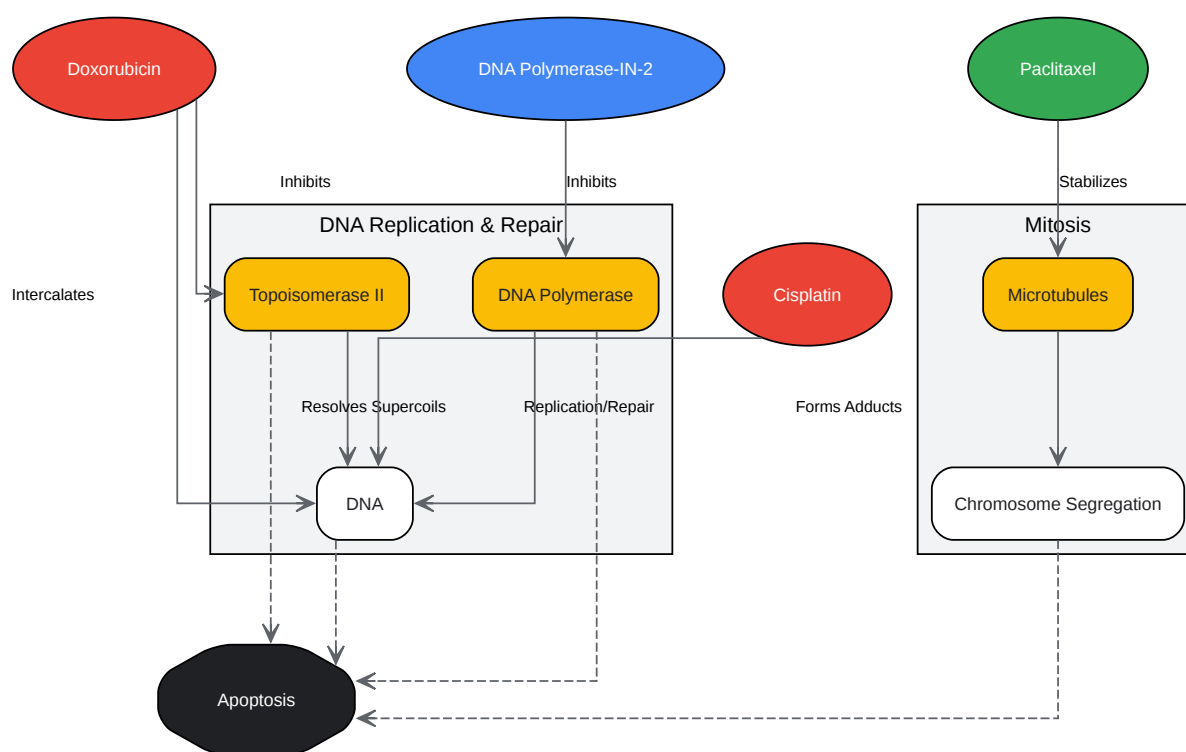 Doxorubicin
DNA Polymerase-IN-2
Paclitaxel
Inhibits
Inhibits
Stabilizes
DNA Replication & Repair
Mitosis
Intercalates
Topoisomerase II
DNA Polymerase
Cisplatin
Microtubules
Resolves Supercoils
Replication/Repair
Forms Adducts
DNA
Chromosome Segregation
Apoptosis